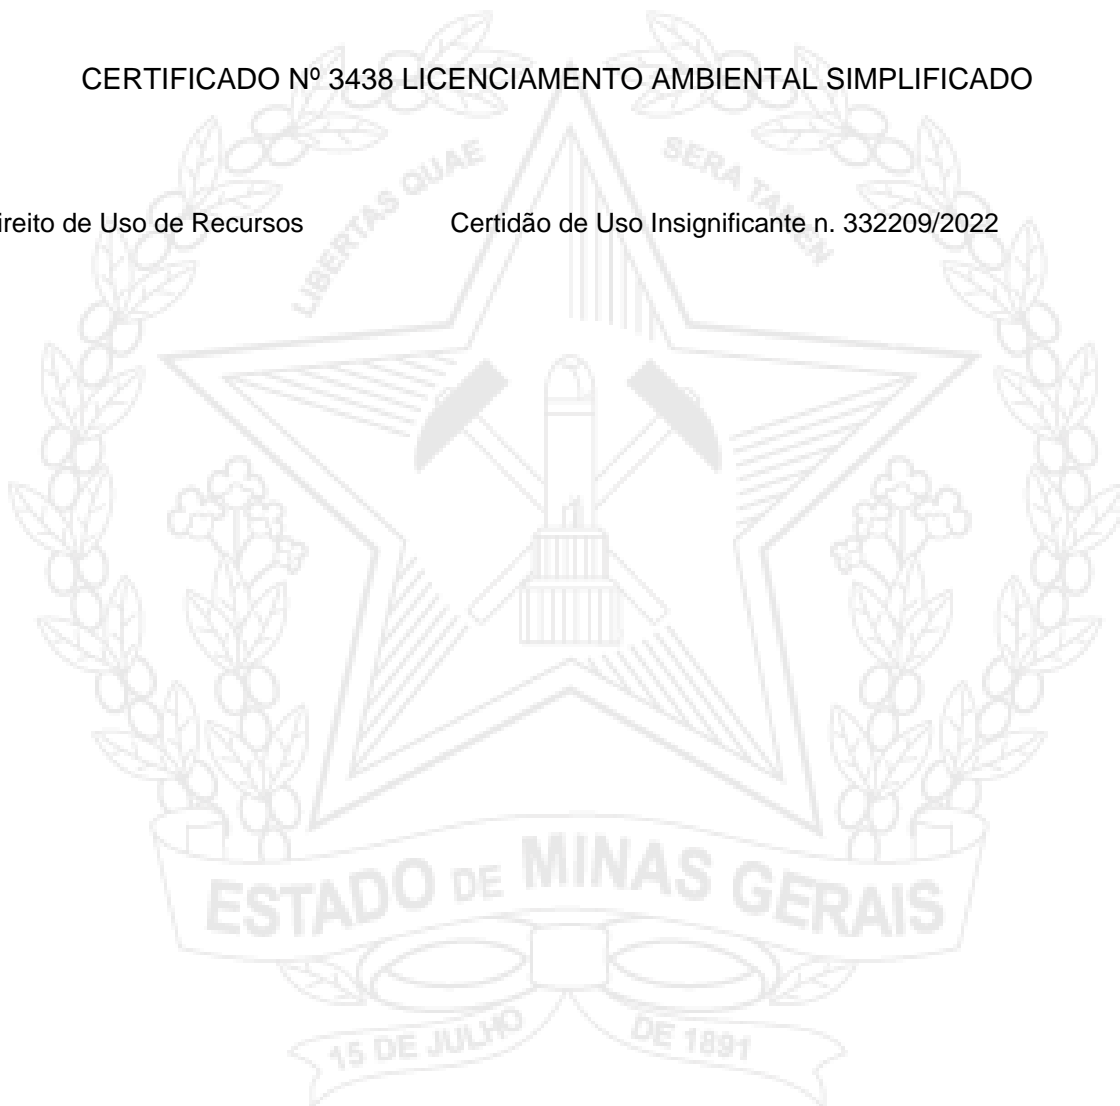 CERTIFICADO Nº 3438 LICENCIAMENTO AMBIENTAL SIMPLIFICADO
LIBERTAS QUAE SERA TAMEN
ireito de Uso de Recursos Certidão de Uso Insignificante n. 332209/2022
ESTADO DE MINAS GERAIS
15 DE JULHO DE 1891